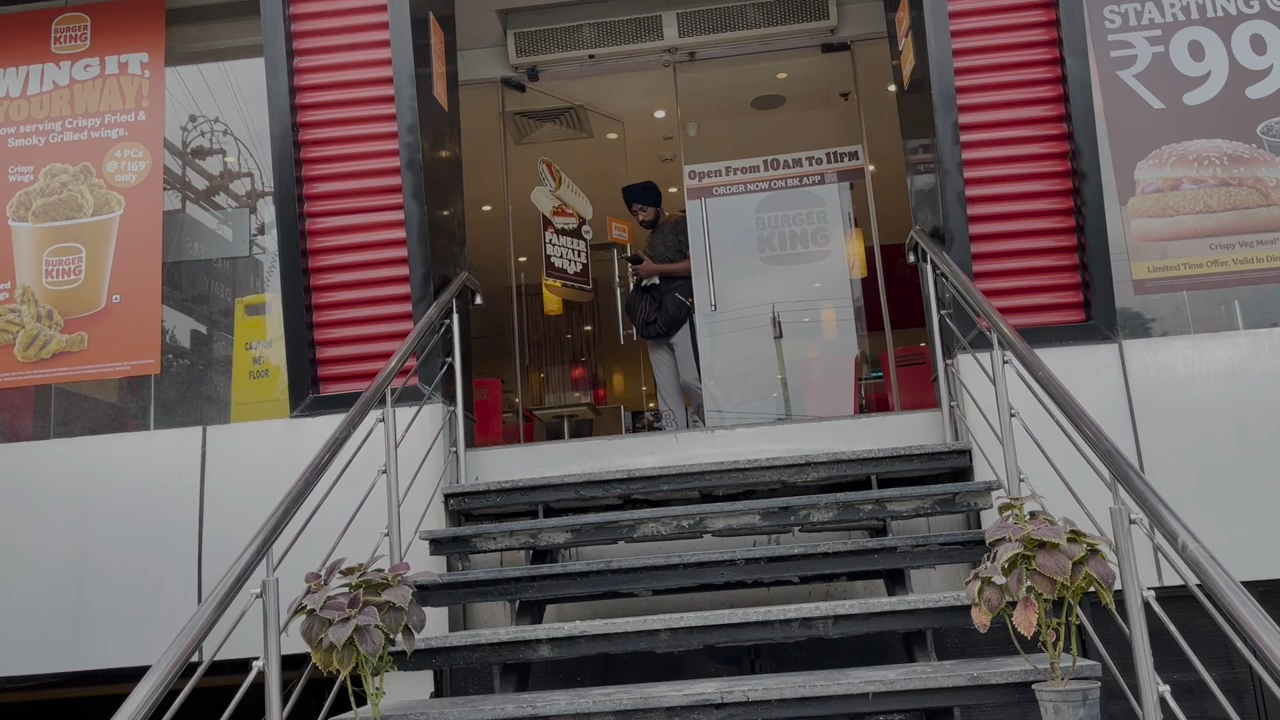 BURGER
KING
WING IT,
YOUR WAY!
ow serving Crispy Fried &
Smoky Grilled wings.
Crispy
Wings
4 PCs
@ ₹169
only
BURGER
KING
CAUTION
WET
FLOOR
PANEER
ROYALE
WRAP
Open From 10AM To 11PM
ORDER NOW ON BK APP
BURGER
KING
STARTING
₹99
Crispy Veg Meal
Limited Time Offer. Valid In Din